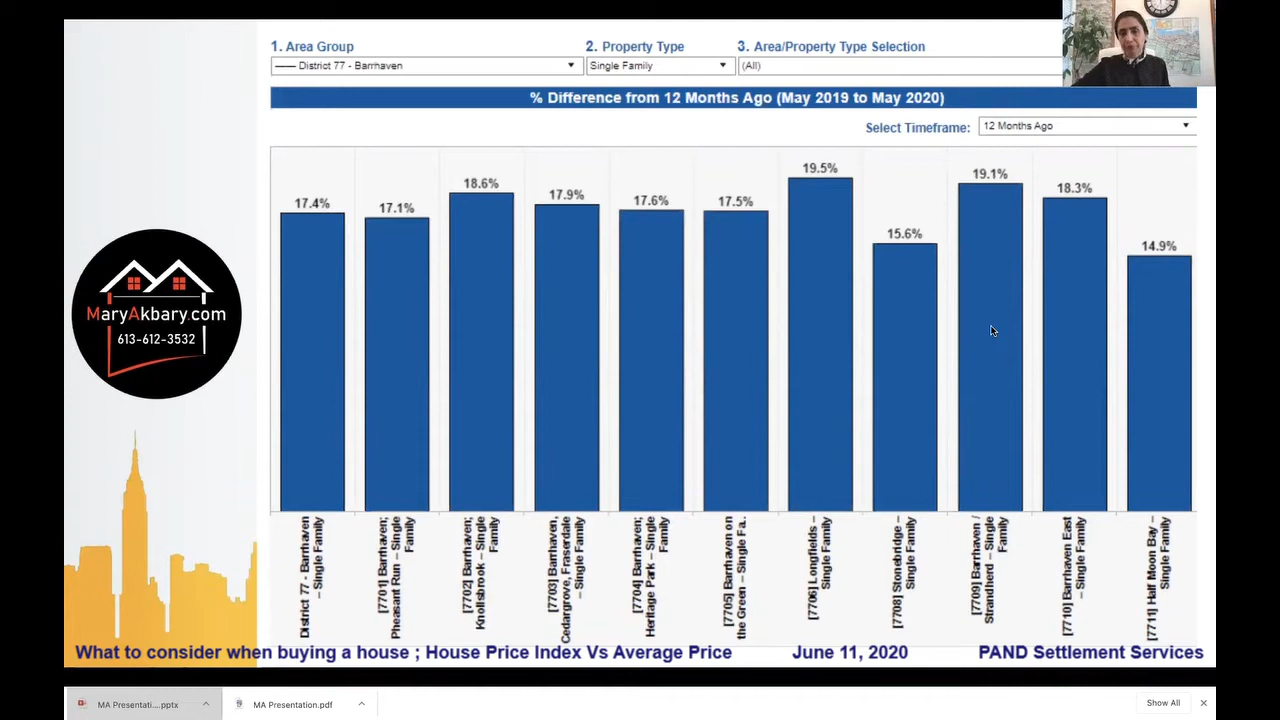 1. Area Group
2. Property Type
3. Area/Property Type Selection
—— District 77 - Barrhaven
Single Family
(All)
% Difference from 12 Months Ago (May 2019 to May 2020)
Select Timeframe:
12 Months Ago
17.4%
17.1%
18.6%
17.9%
17.6%
17.5%
19.5%
15.6%
19.1%
18.3%
14.9%
District 77 - Barrhaven
– Single Family
[7701] Barrhaven;
Pheasant Run – Single
Family
[7702] Barrhaven;
Knollsbrook – Single
Family
[7703] Barrhaven,
Cedargrove, Fraserdale
– Single Family
[7704] Barrhaven;
Heritage Park – Single
Family
[7705] Barrhaven on
the Green – Single Fa..
[7706] Longfields –
Single Family
[7708] Stonebridge –
Single Family
[7709] Barrhaven /
Strandherd – Single
Family
[7710] Barrhaven East
– Single Family
[7711] Half Moon Bay –
Single Family
MaryAkbary.com
613-612-3532
What to consider when buying a house ; House Price Index Vs Average Price
June 11, 2020
PAND Settlement Services
MA Presentati....pptx
MA Presentation.pdf
Show All